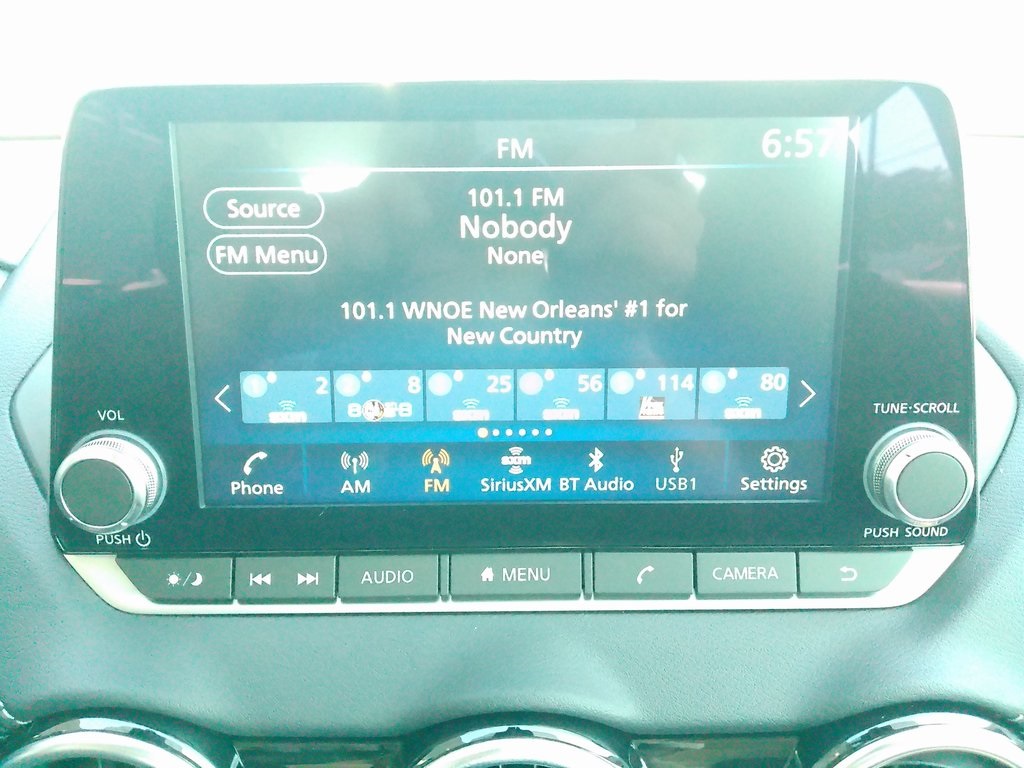 FM
6:57
Source
101.1 FM
Nobody
FM Menu
None
101.1 WNOE New Orleans' #1 for
New Country
2
8
25
56
114
80
Phone
AM
FM
SiriusXM
BT Audio
USB1
Settings
VOL
TUNE·SCROLL
PUSH
PUSH SOUND
AUDIO
MENU
CAMERA